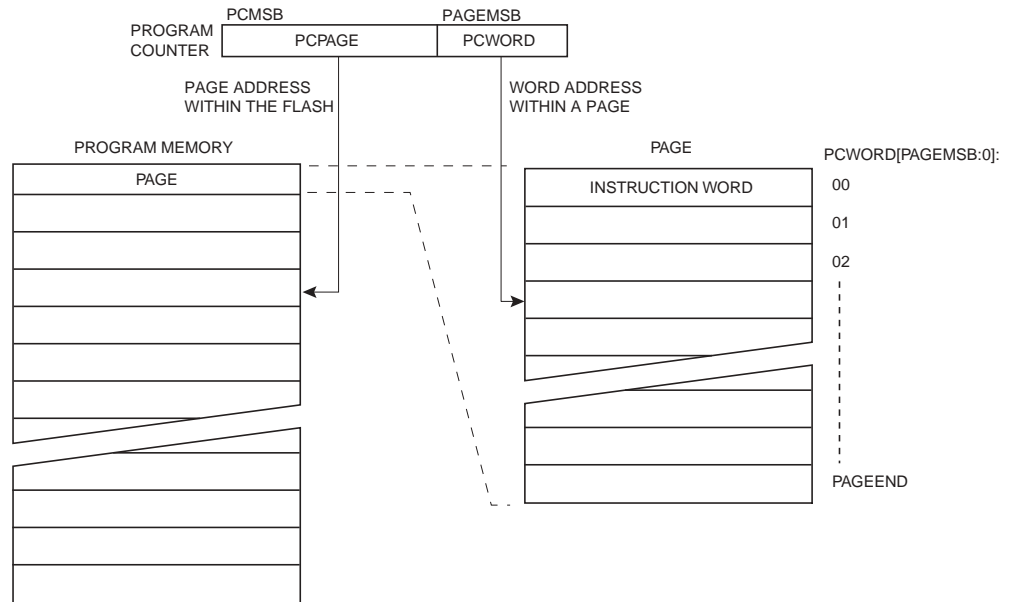 PCMSB
PAGEMSB
PROGRAM
COUNTER
PCPAGE
PCWORD
PAGE ADDRESS
WITHIN THE FLASH
WORD ADDRESS
WITHIN A PAGE
PROGRAM MEMORY
PAGE
PAGE
PCWORD[PAGEMSB:0]:
INSTRUCTION WORD
00
01
02
PAGEEND